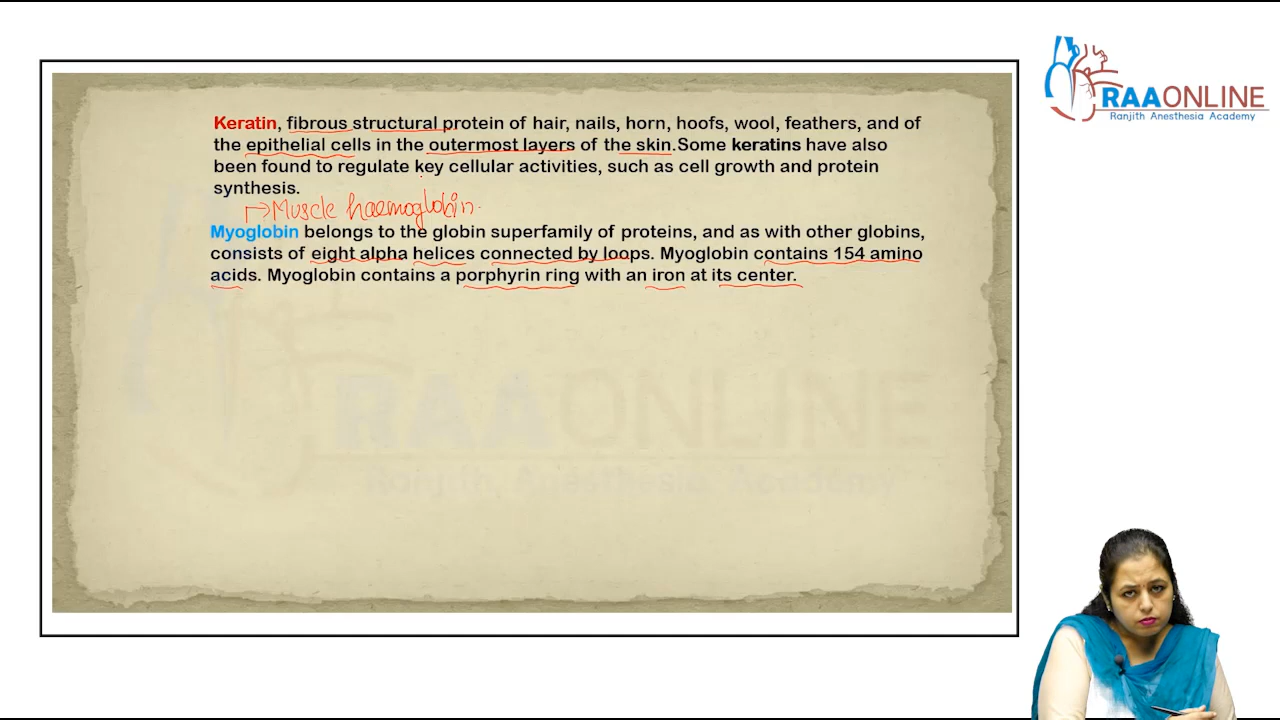 RAAONLINE
Ranjith Anesthesia Academy
Keratin, fibrous structural protein of hair, nails, horn, hoofs, wool, feathers, and of
the epithelial cells in the outermost layers of the skin.Some keratins have also
been found to regulate key cellular activities, such as cell growth and protein
synthesis.
Muscle haemoglobin.
Myoglobin belongs to the globin superfamily of proteins, and as with other globins,
consists of eight alpha helices connected by loops. Myoglobin contains 154 amino
acids. Myoglobin contains a porphyrin ring with an iron at its center.
RAAONLINE
Ranjith Anesthesia Academy